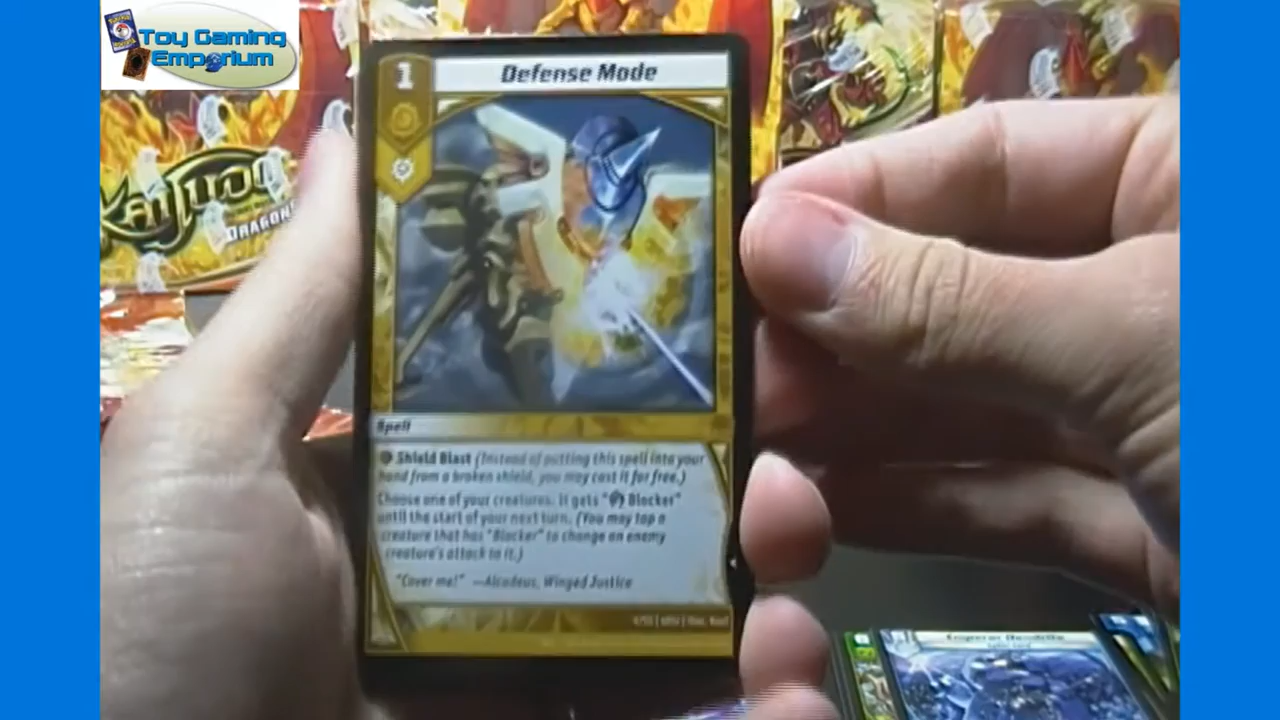 Toy Gaming
Emporium
KAIJUDO
DRAGON
1
Defense Mode
Spell
Shield Blast (Instead of putting this spell into your
hand from a broken shield, you may cast it for free.)
Choose one of your creatures. It gets "Blocker"
until the start of your next turn. (You may tap a
creature that has "Blocker" to change an enemy
creature's attack to it.)
"Cover me!" —Alcadeus, Winged Justice
Emperor